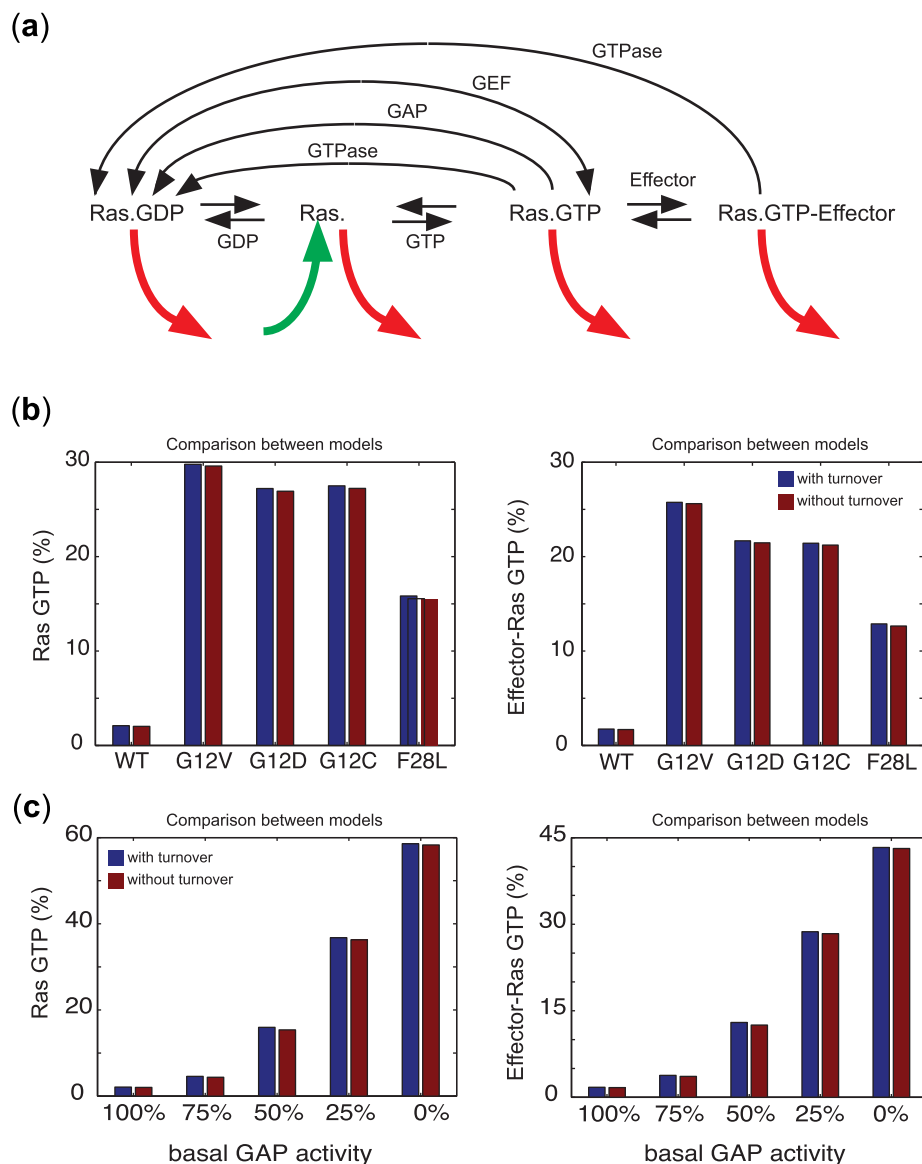 (a)
GTPase
GEF
GAP
GTPase
Effector
Ras.GDP
Ras.
Ras.GTP
Ras.GTP-Effector
GDP
GTP
(b)
Comparison between models
30
20
10
0
Ras GTP (%)
WT G12V G12D G12C F28L
Comparison between models
with turnover
without turnover
30
20
10
0
Effector-Ras GTP (%)
WT G12V G12D G12C F28L
(c)
Comparison between models
with turnover
without turnover
60
40
20
0
Ras GTP (%)
100% 75% 50% 25% 0%
basal GAP activity
Comparison between models
45
30
15
0
Effector-Ras GTP (%)
100% 75% 50% 25% 0%
basal GAP activity